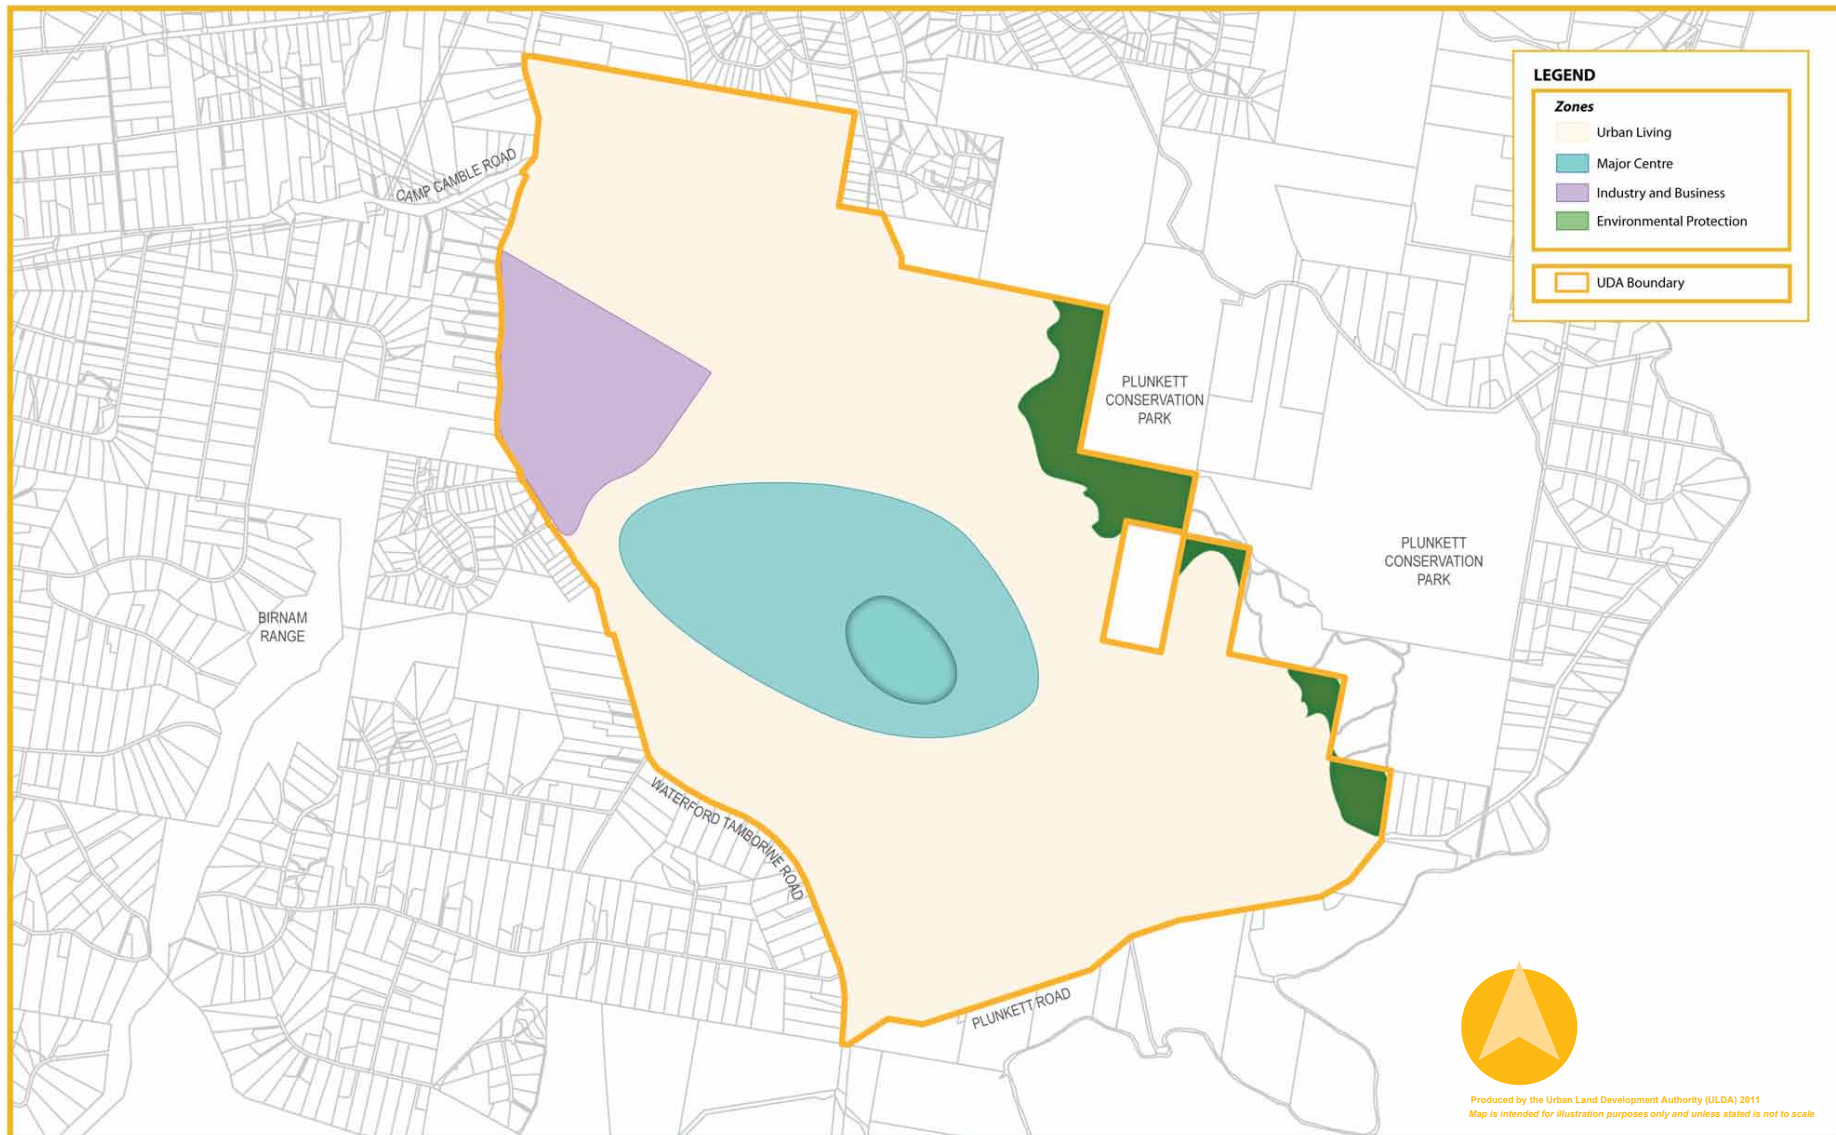 LEGEND
Zones
Urban Living
Major Centre
Industry and Business
Environmental Protection
UDA Boundary
CAMP CAMBLE ROAD
PLUNKETT
CONSERVATION
PARK
PLUNKETT
CONSERVATION
PARK
BIRNAM
RANGE
WATERFORD TAMBORINE ROAD
PLUNKETT ROAD
Produced by the Urban Land Development Authority (ULDA) 2011
Map is intended for illustration purposes only and unless stated is not to scale